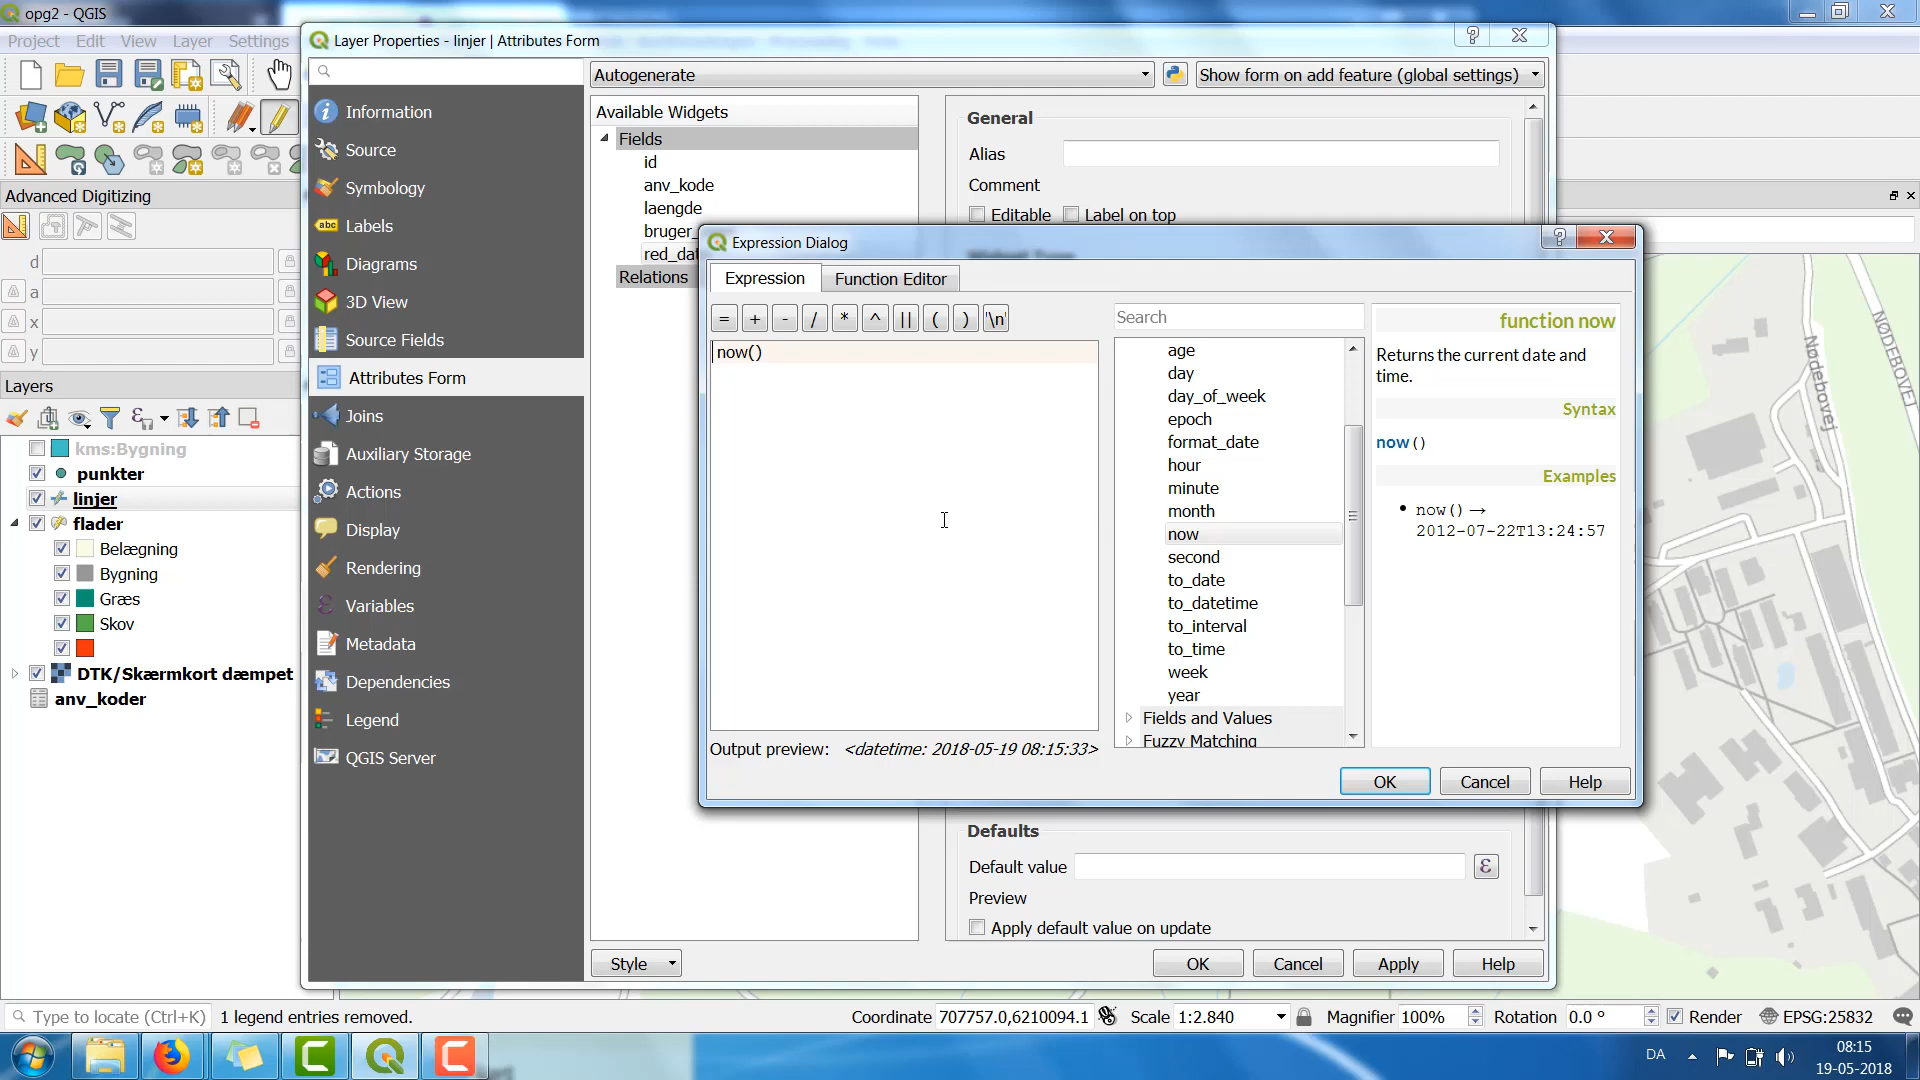 opg2 - QGIS
Project Edit View Layer Settings
Layer Properties - linjer | Attributes Form
Autogenerate
Show form on add feature (global settings)
Information
Source
Symbology
Labels
Diagrams
3D View
Source Fields
Attributes Form
Joins
Auxiliary Storage
Actions
Display
Rendering
Variables
Metadata
Dependencies
Legend
QGIS Server
Available Widgets
Fields
id
anv_kode
laengde
bruger_
red_dat
Relations
General
Alias
Comment
Editable Label on top
Advanced Digitizing
d
a
x
y
Layers
kms:Bygning
punkter
linjer
flader
Belægning
Bygning
Græs
Skov
DTK/Skærmkort dæmpet
anv_koder
Expression Dialog
Expression Function Editor
= + - / * ^ || ( ) '\n'
now()
Output preview: <datetime: 2018-05-19 08:15:33>
Search
age
day
day_of_week
epoch
format_date
hour
minute
month
now
second
to_date
to_datetime
to_interval
to_time
week
year
Fields and Values
Fuzzy Matching
function now
Returns the current date and
time.
Syntax
now()
Examples
now() →
2012-07-22T13:24:57
OK Cancel Help
Defaults
Default value
Preview
Apply default value on update
Style
OK Cancel Apply Help
Nødebovej
NØDEBOVEJ
Type to locate (Ctrl+K) 1 legend entries removed. Coordinate 707757.0,6210094.1 Scale 1:2.840 Magnifier 100% Rotation 0.0 ° Render EPSG:25832
DA
08:15
19-05-2018